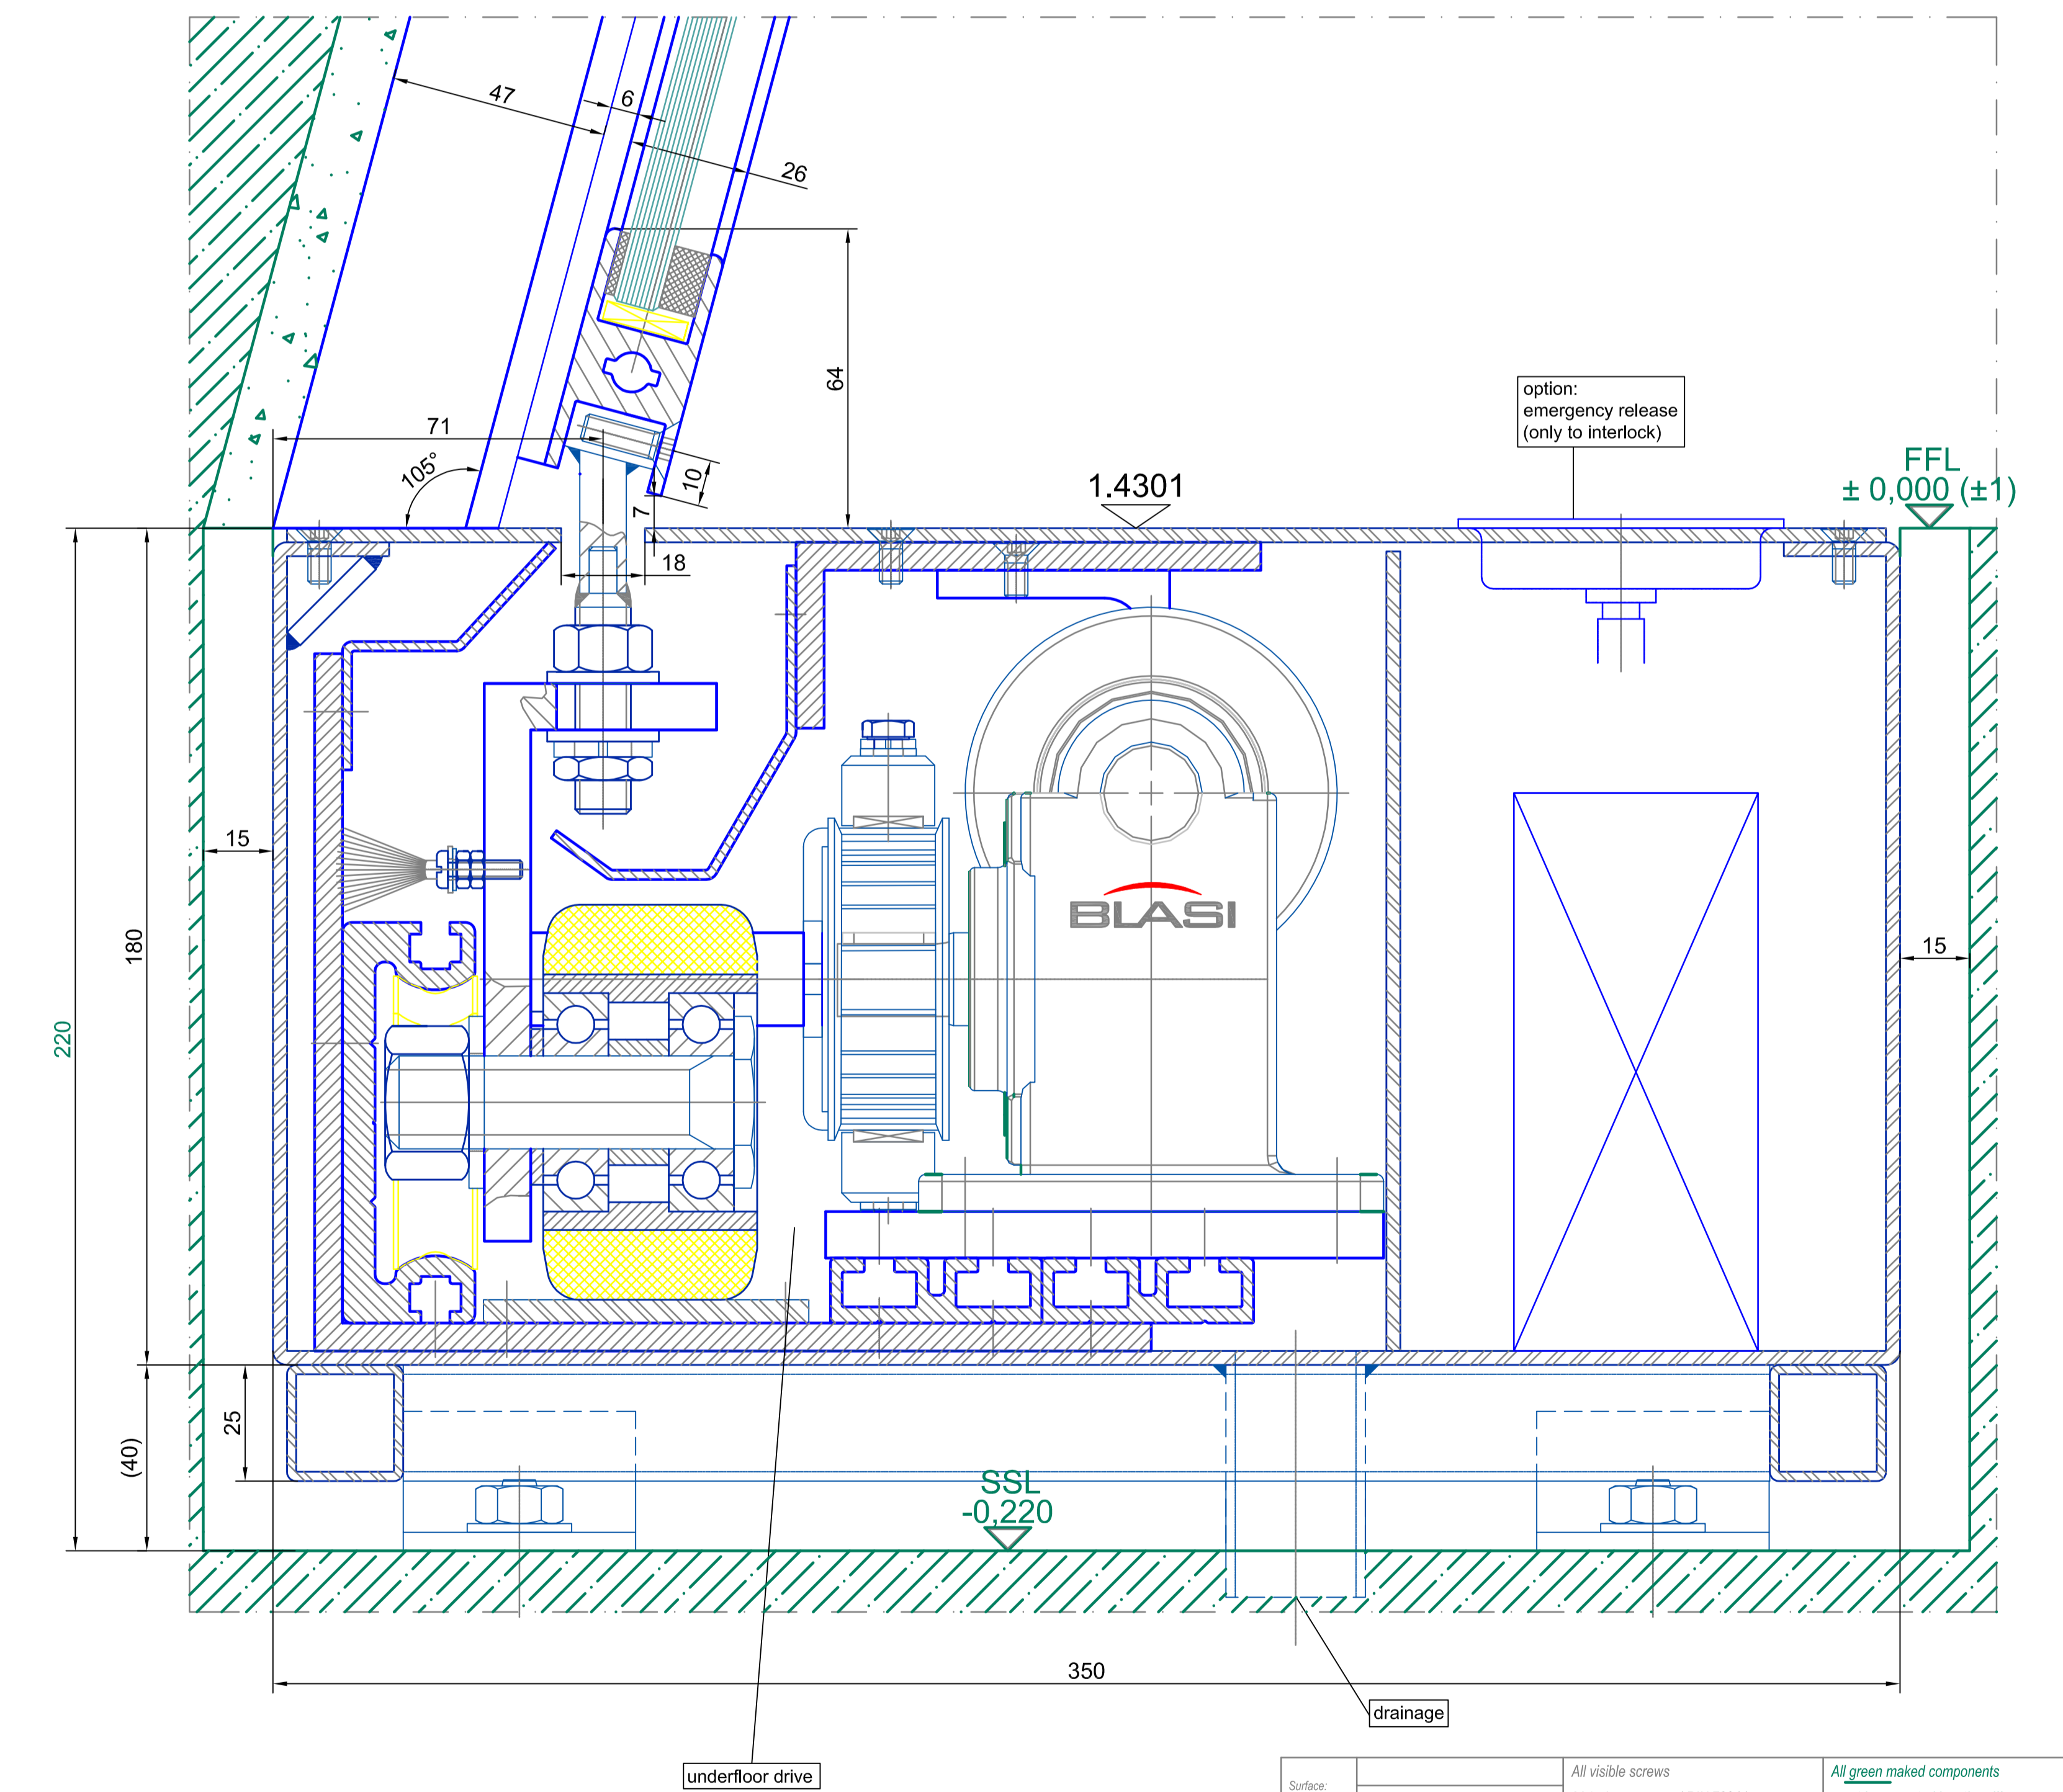 47
6
26
64
71
105°
10
7
18
option:
emergency release
(only to interlock)
1.4301
FFL
± 0,000 (±1)
15
180
220
BLASI
15
25
(40)
SSL
-0,220
350
drainage
underfloor drive
Surface:
All visible screws
All green maked components